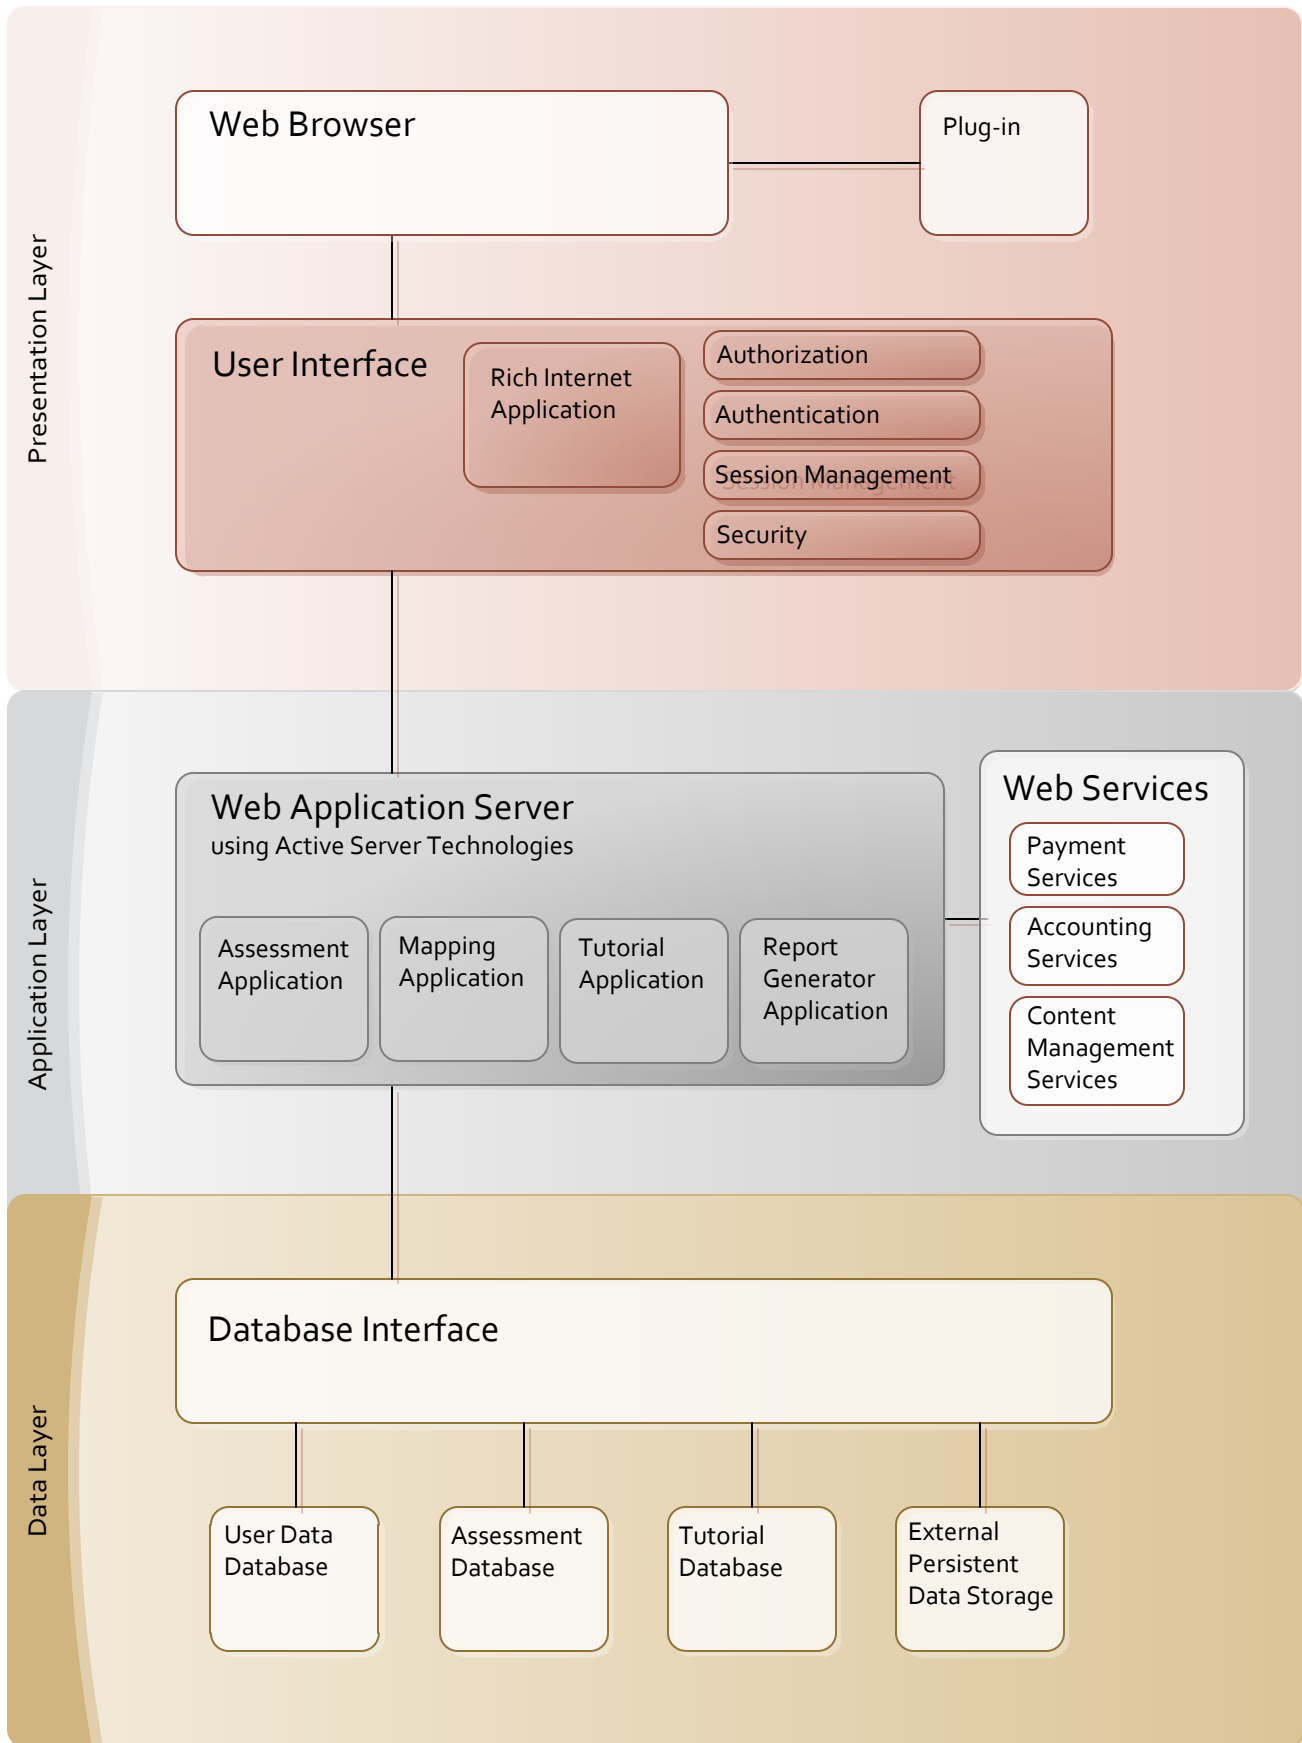 Presentation Layer
Web Browser
Plug-in
User Interface
Rich Internet
Application
Authorization
Authentication
Session Management
Security
Application Layer
Web Application Server
using Active Server Technologies
Assessment
Application
Mapping
Application
Tutorial
Application
Report
Generator
Application
Web Services
Payment
Services
Accounting
Services
Content
Management
Services
Data Layer
Database Interface
User Data
Database
Assessment
Database
Tutorial
Database
External
Persistent
Data Storage